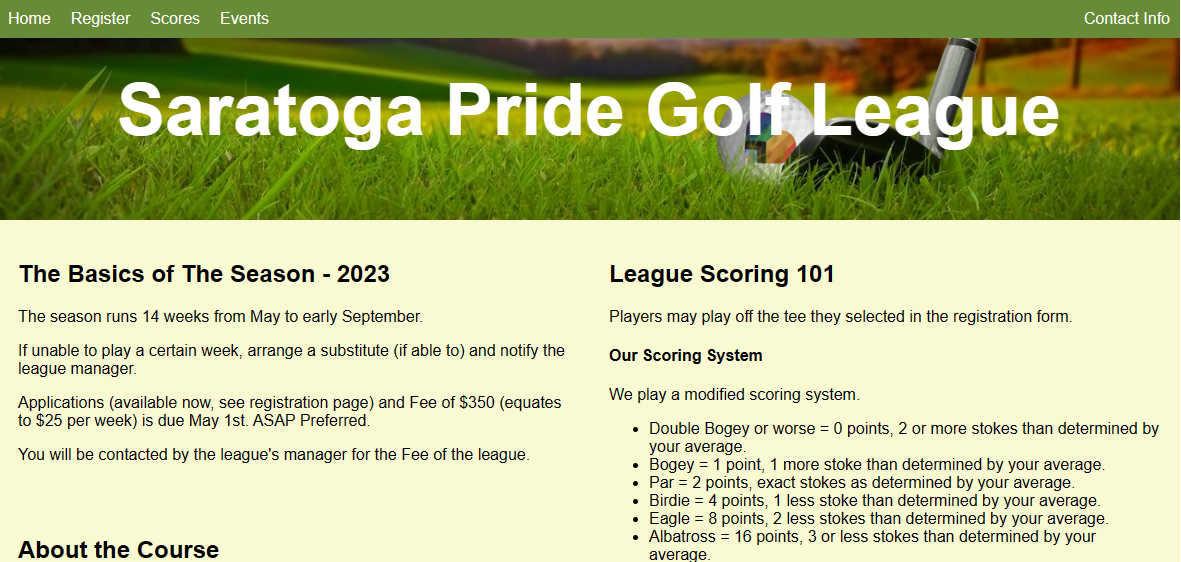 Home Register Scores Events Contact Info
Saratoga Pride Golf League
The Basics of The Season - 2023
The season runs 14 weeks from May to early September.
If unable to play a certain week, arrange a substitute (if able to) and notify the
league manager.
Applications (available now, see registration page) and Fee of $350 (equates
to $25 per week) is due May 1st. ASAP Preferred.
You will be contacted by the league's manager for the Fee of the league.
About the Course
League Scoring 101
Players may play off the tee they selected in the registration form.
Our Scoring System
We play a modified scoring system.
• Double Bogey or worse = 0 points, 2 or more stokes than determined by
your average.
• Bogey = 1 point, 1 more stoke than determined by your average.
• Par = 2 points, exact stokes as determined by your average.
• Birdie = 4 points, 1 less stoke than determined by your average.
• Eagle = 8 points, 2 less stokes than determined by your average.
• Albatross = 16 points, 3 or less stokes than determined by your
average.